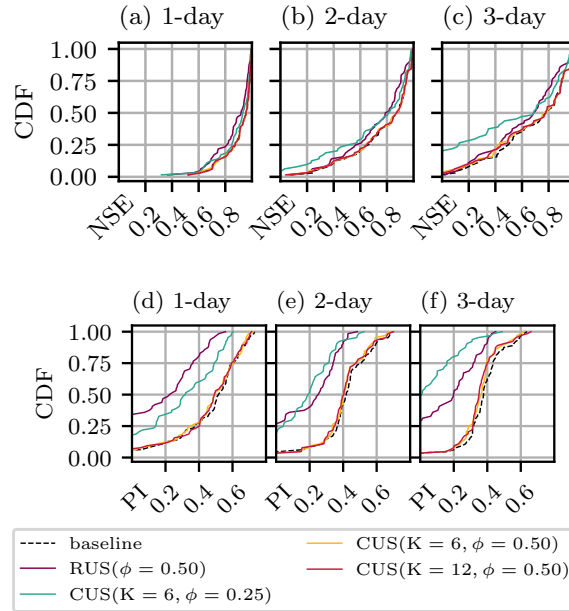 (a) 1-day (b) 2-day (c) 3-day
CDF
1.00
0.75
0.50
0.25
0.00
NSE 0.2 0.4 0.6 0.8 NSE 0.2 0.4 0.6 0.8 NSE 0.2 0.4 0.6 0.8
(d) 1-day (e) 2-day (f) 3-day
CDF
1.00
0.75
0.50
0.25
0.00
PI 0.2 0.4 0.6 PI 0.2 0.4 0.6 PI 0.2 0.4 0.6
baseline
RUS(ϕ = 0.50)
CUS(K = 6, ϕ = 0.25)
CUS(K = 6, ϕ = 0.50)
CUS(K = 12, ϕ = 0.50)